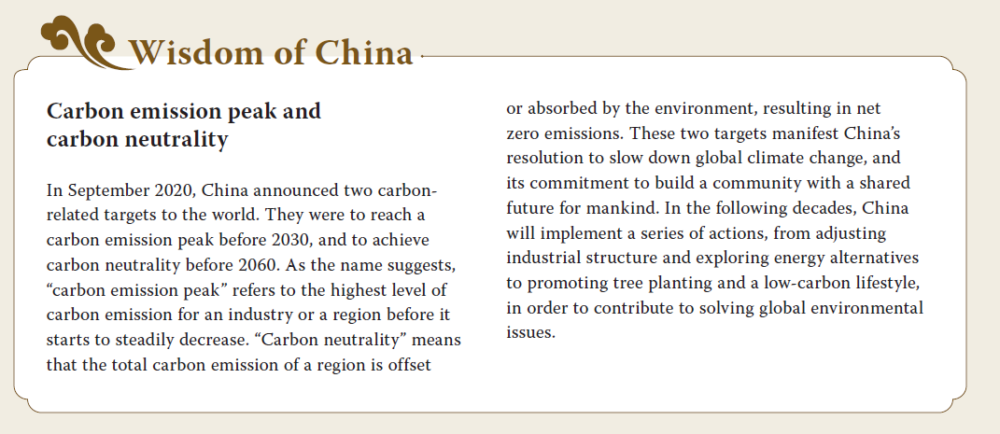 Wisdom of China
Carbon emission peak and
carbon neutrality
In September 2020, China announced two carbon-
related targets to the world. They were to reach a
carbon emission peak before 2030, and to achieve
carbon neutrality before 2060. As the name suggests,
“carbon emission peak” refers to the highest level of
carbon emission for an industry or a region before it
starts to steadily decrease. “Carbon neutrality” means
that the total carbon emission of a region is offset
or absorbed by the environment, resulting in net
zero emissions. These two targets manifest China’s
resolution to slow down global climate change, and
its commitment to build a community with a shared
future for mankind. In the following decades, China
will implement a series of actions, from adjusting
industrial structure and exploring energy alternatives
to promoting tree planting and a low-carbon lifestyle,
in order to contribute to solving global environmental
issues.